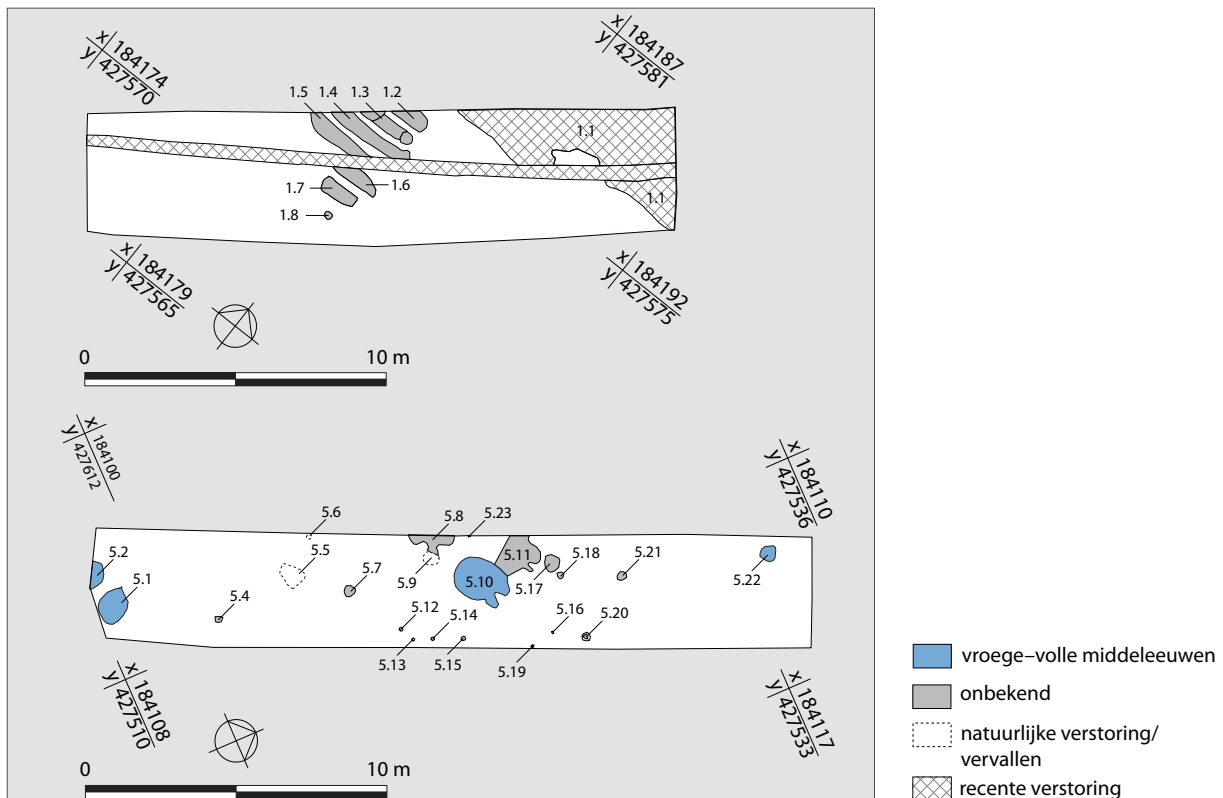 x 184174
y 427570
x 184187
y 427581
1.5 1.4 1.3 1.2
1.1
1.7 1.6
1.1
1.8
x 184179
y 427565
x 184192
y 427575
0 10 m
x 184100
y 427612
x 184110
y 427536
5.6 5.8 5.23
5.2 5.5 5.11 5.18 5.21
5.1 5.7 5.9 5.10 5.17 5.22
5.4 5.12 5.14 5.16 5.20
5.13 5.15 5.19
x 184108
y 427510
x 184117
y 427533
0 10 m
vroege–volle middeleeuwen
onbekend
natuurlijke verstoring/
vervallen
recente verstoring